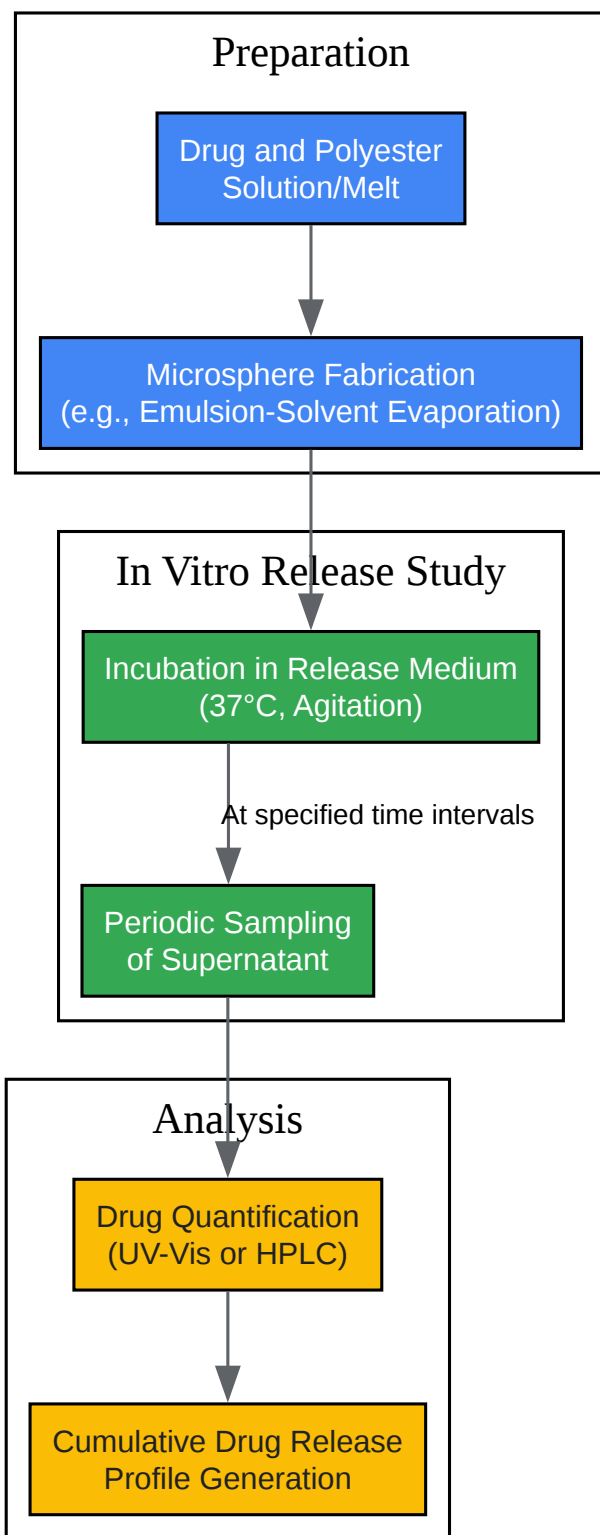 Preparation
Drug and Polyester
Solution/Melt
Microsphere Fabrication
(e.g., Emulsion-Solvent Evaporation)
In Vitro Release Study
Incubation in Release Medium
(37°C, Agitation)
At specified time intervals
Periodic Sampling
of Supernatant
Analysis
Drug Quantification
(UV-Vis or HPLC)
Cumulative Drug Release
Profile Generation